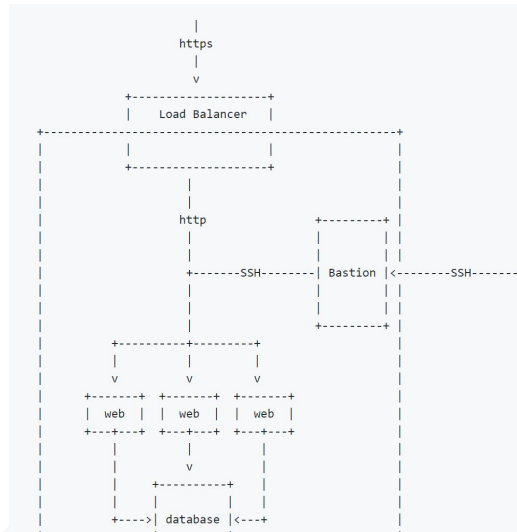 https
Load Balancer
http
SSH Bastion SSH
web web web
database